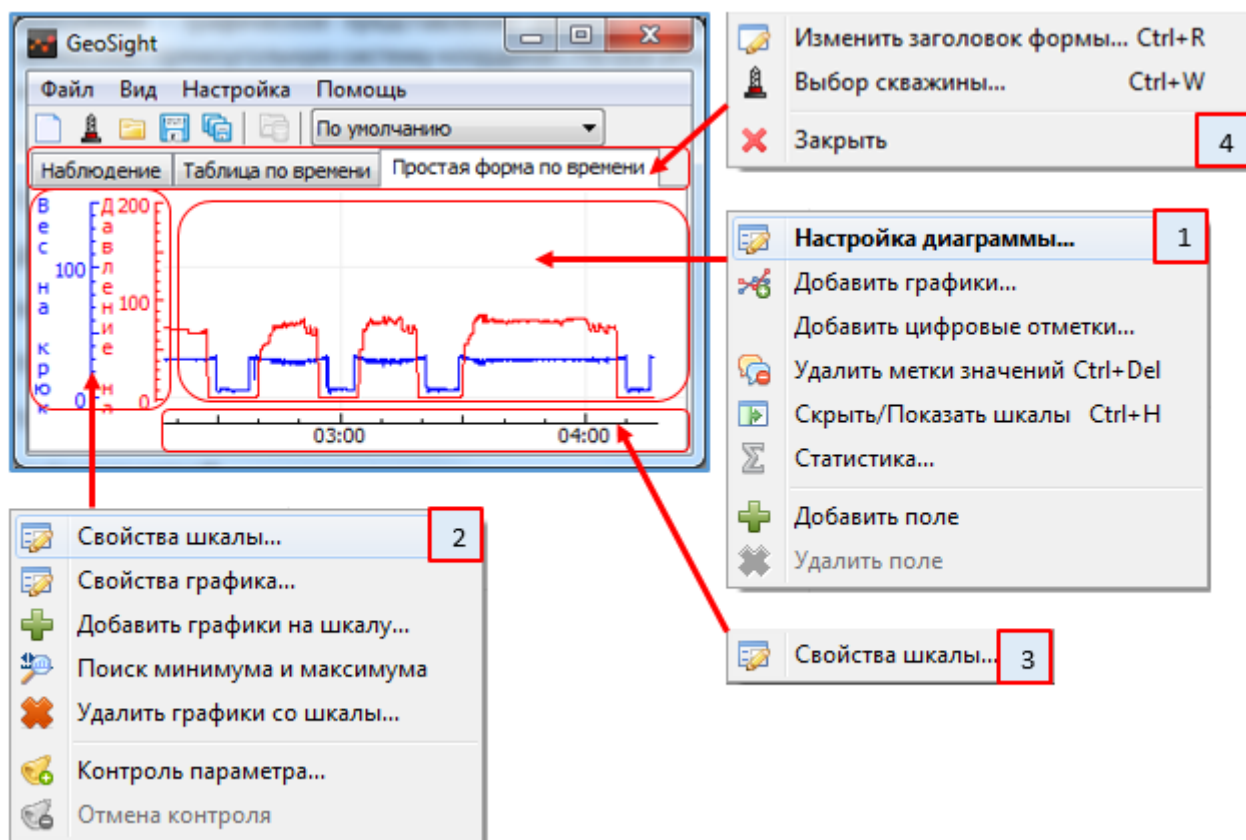 GeoSight
Файл Вид Настройка Помощь
По умолчанию
Наблюдение Таблица по времени Простая форма по времени
Вес на крюк
100
0
Давление на
200
100
0
03:00 04:00
Изменить заголовок формы... Ctrl+R
Выбор скважины... Ctrl+W
Закрыть
4
Настройка диаграммы...
1
Добавить графики...
Добавить цифровые отметки...
Удалить метки значений Ctrl+Del
Скрыть/Показать шкалы Ctrl+H
Статистика...
Добавить поле
Удалить поле
Свойства шкалы...
2
Свойства графика...
Добавить графики на шкалу...
Поиск минимума и максимума
Удалить графики со шкалы...
Контроль параметра...
Отмена контроля
Свойства шкалы...
3